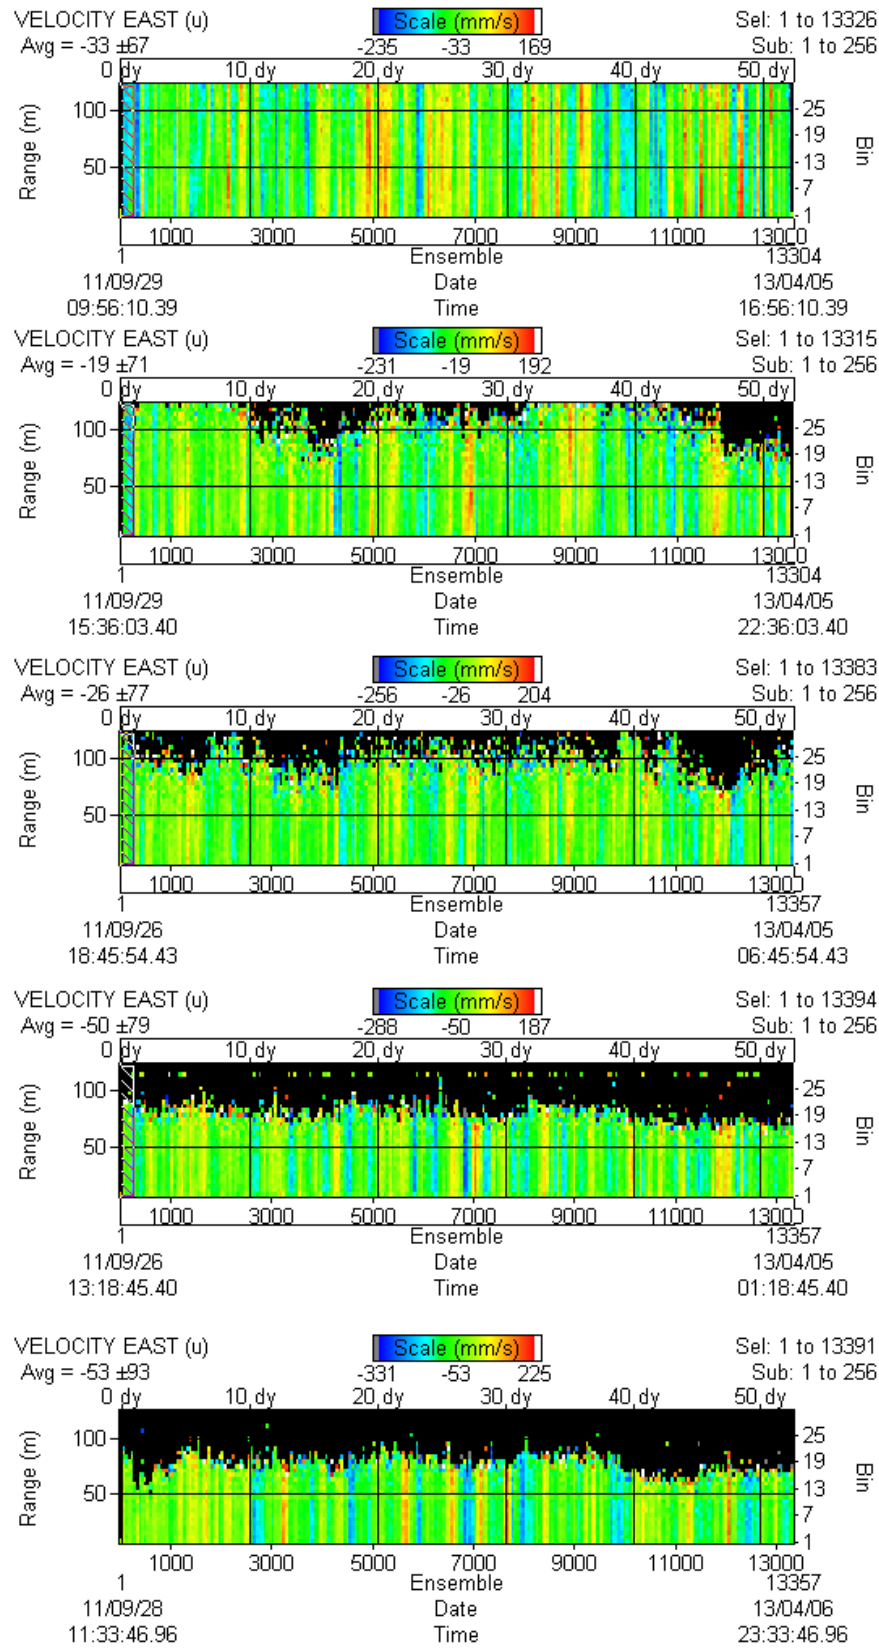 VELOCITY EAST (u) Scale (mm/s) Sel: 1 to 13326
Avg = -33 ±67 -235 -33 169 Sub: 1 to 256
0 dy 10 dy 20 dy 30 dy 40 dy 50 dy
Range (m) 100 50
25 19 13 7 1 Bin
1000 3000 5000 7000 9000 11000 13000
1 Ensemble 13304
11/09/29 Date 13/04/05
09:56:10.39 Time 16:56:10.39
VELOCITY EAST (u) Scale (mm/s) Sel: 1 to 13315
Avg = -19 ±71 -231 -19 192 Sub: 1 to 256
0 dy 10 dy 20 dy 30 dy 40 dy 50 dy
Range (m) 100 50
25 19 13 7 1 Bin
1000 3000 5000 7000 9000 11000 13000
1 Ensemble 13304
11/09/29 Date 13/04/05
15:36:03.40 Time 22:36:03.40
VELOCITY EAST (u) Scale (mm/s) Sel: 1 to 13383
Avg = -26 ±77 -256 -26 204 Sub: 1 to 256
0 dy 10 dy 20 dy 30 dy 40 dy 50 dy
Range (m) 100 50
25 19 13 7 1 Bin
1000 3000 5000 7000 9000 11000 13000
1 Ensemble 13357
11/09/26 Date 13/04/05
18:45:54.43 Time 06:45:54.43
VELOCITY EAST (u) Scale (mm/s) Sel: 1 to 13394
Avg = -50 ±79 -288 -50 187 Sub: 1 to 256
0 dy 10 dy 20 dy 30 dy 40 dy 50 dy
Range (m) 100 50
25 19 13 7 1 Bin
1000 3000 5000 7000 9000 11000 13000
1 Ensemble 13357
11/09/26 Date 13/04/05
13:18:45.40 Time 01:18:45.40
VELOCITY EAST (u) Scale (mm/s) Sel: 1 to 13391
Avg = -53 ±93 -331 -53 225 Sub: 1 to 256
0 dy 10 dy 20 dy 30 dy 40 dy 50 dy
Range (m) 100 50
25 19 13 7 1 Bin
1000 3000 5000 7000 9000 11000 13000
1 Ensemble 13357
11/09/28 Date 13/04/06
11:33:46.96 Time 23:33:46.96